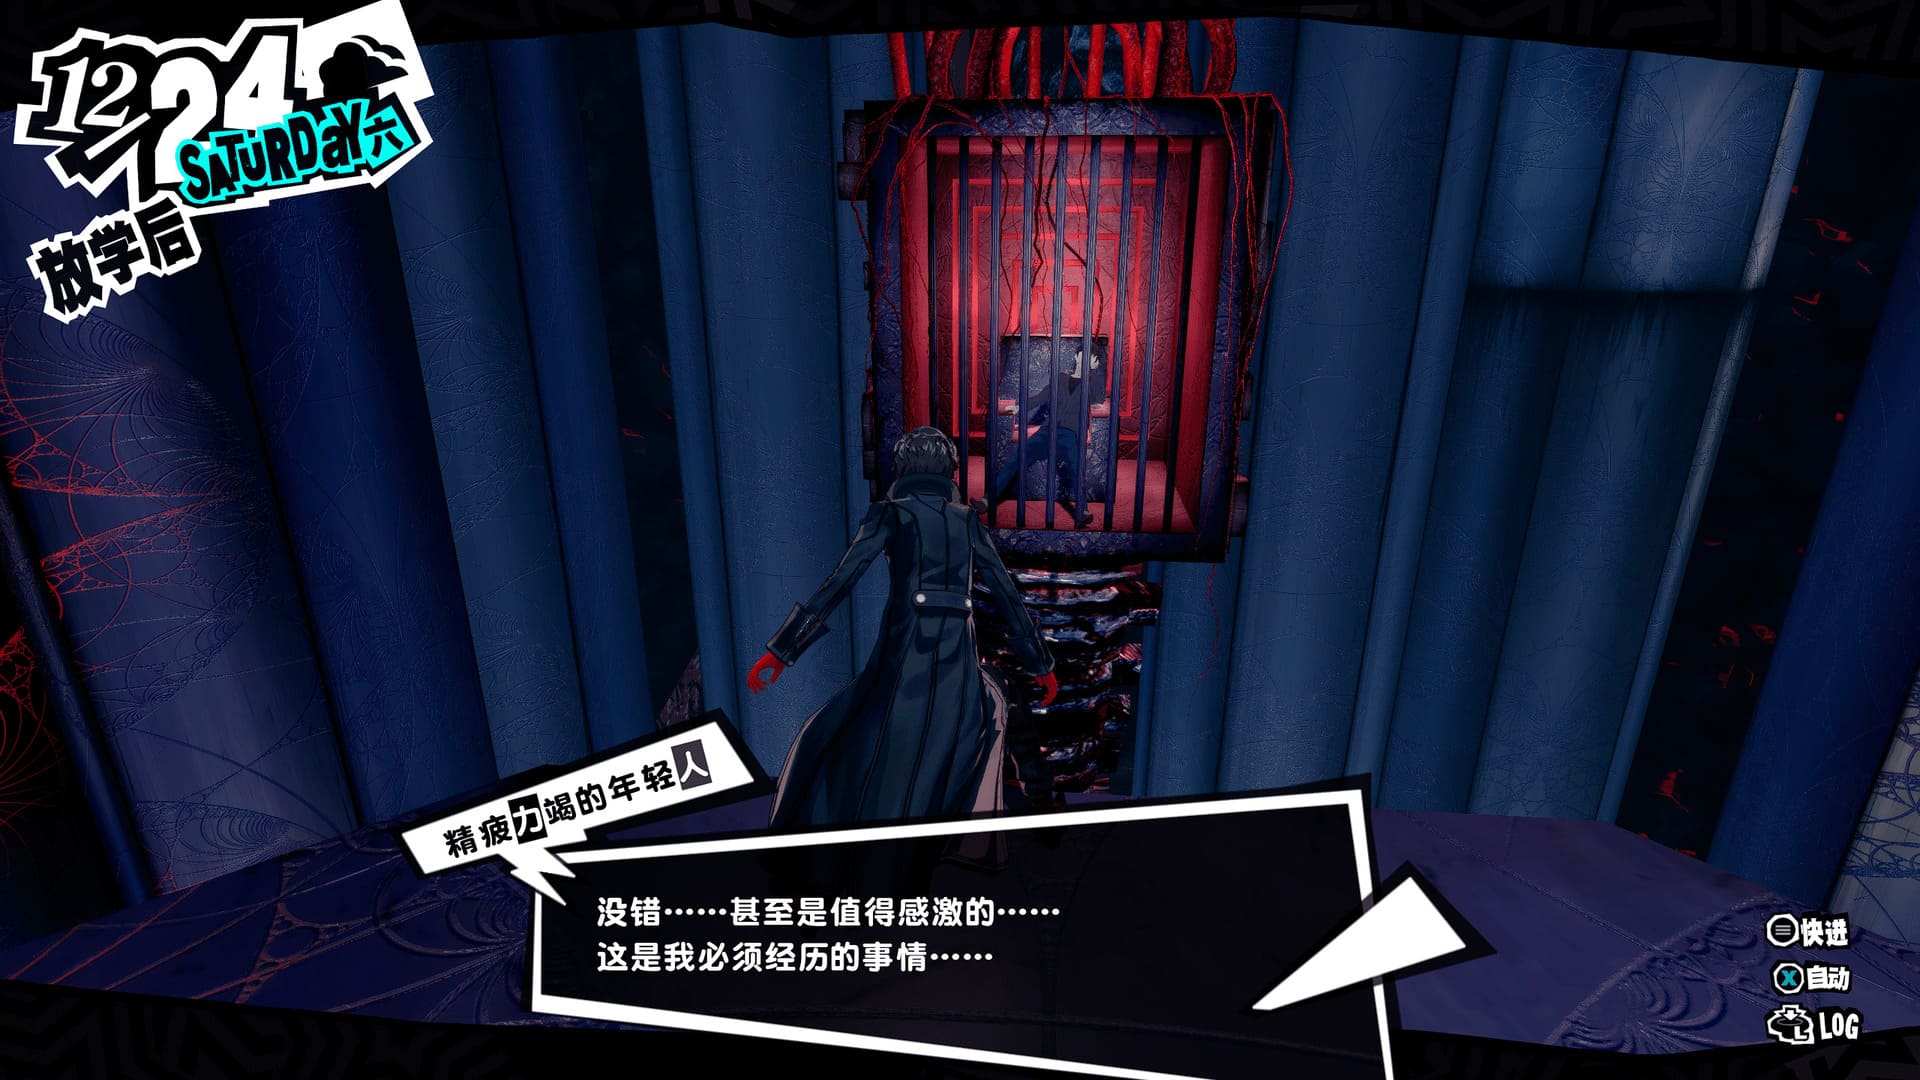 12/24
SATURDAY六
放学后
精疲力竭的年轻人
没错……甚至是值得感激的……
这是我必须经历的事情……
快进
X自动
L LOG